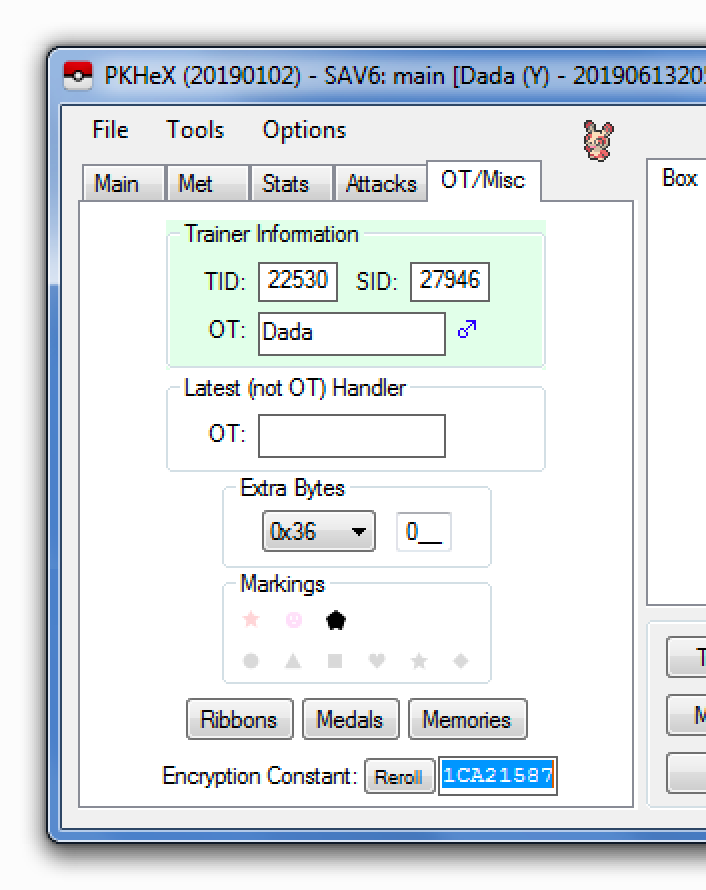 PKHeX (20190102) - SAV6: main [Dada (Y) - 2019061320
File Tools Options
Main Met Stats Attacks OT/Misc Box
Trainer Information
TID: 22530 SID: 27946
OT: Dada ♂
Latest (not OT) Handler
OT:
Extra Bytes
0x36 0__
Markings
T
Ribbons Medals Memories M
Encryption Constant: Reroll 1CA21587